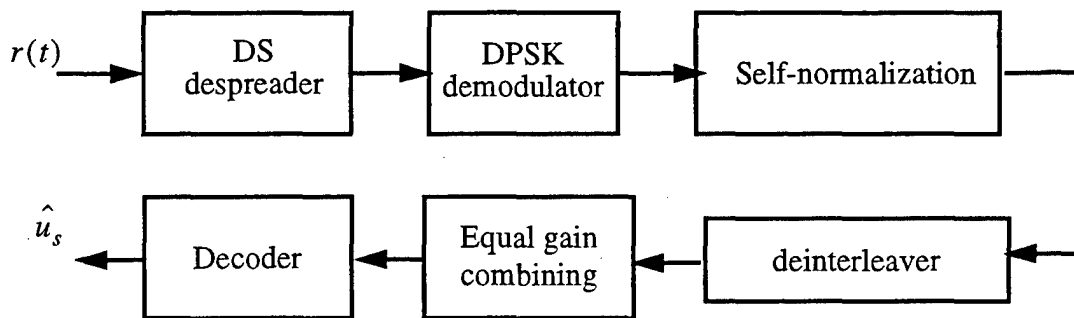 r(t)
DS
despreader
DPSK
demodulator
Self-normalization
û_s
Decoder
Equal gain
combining
deinterleaver